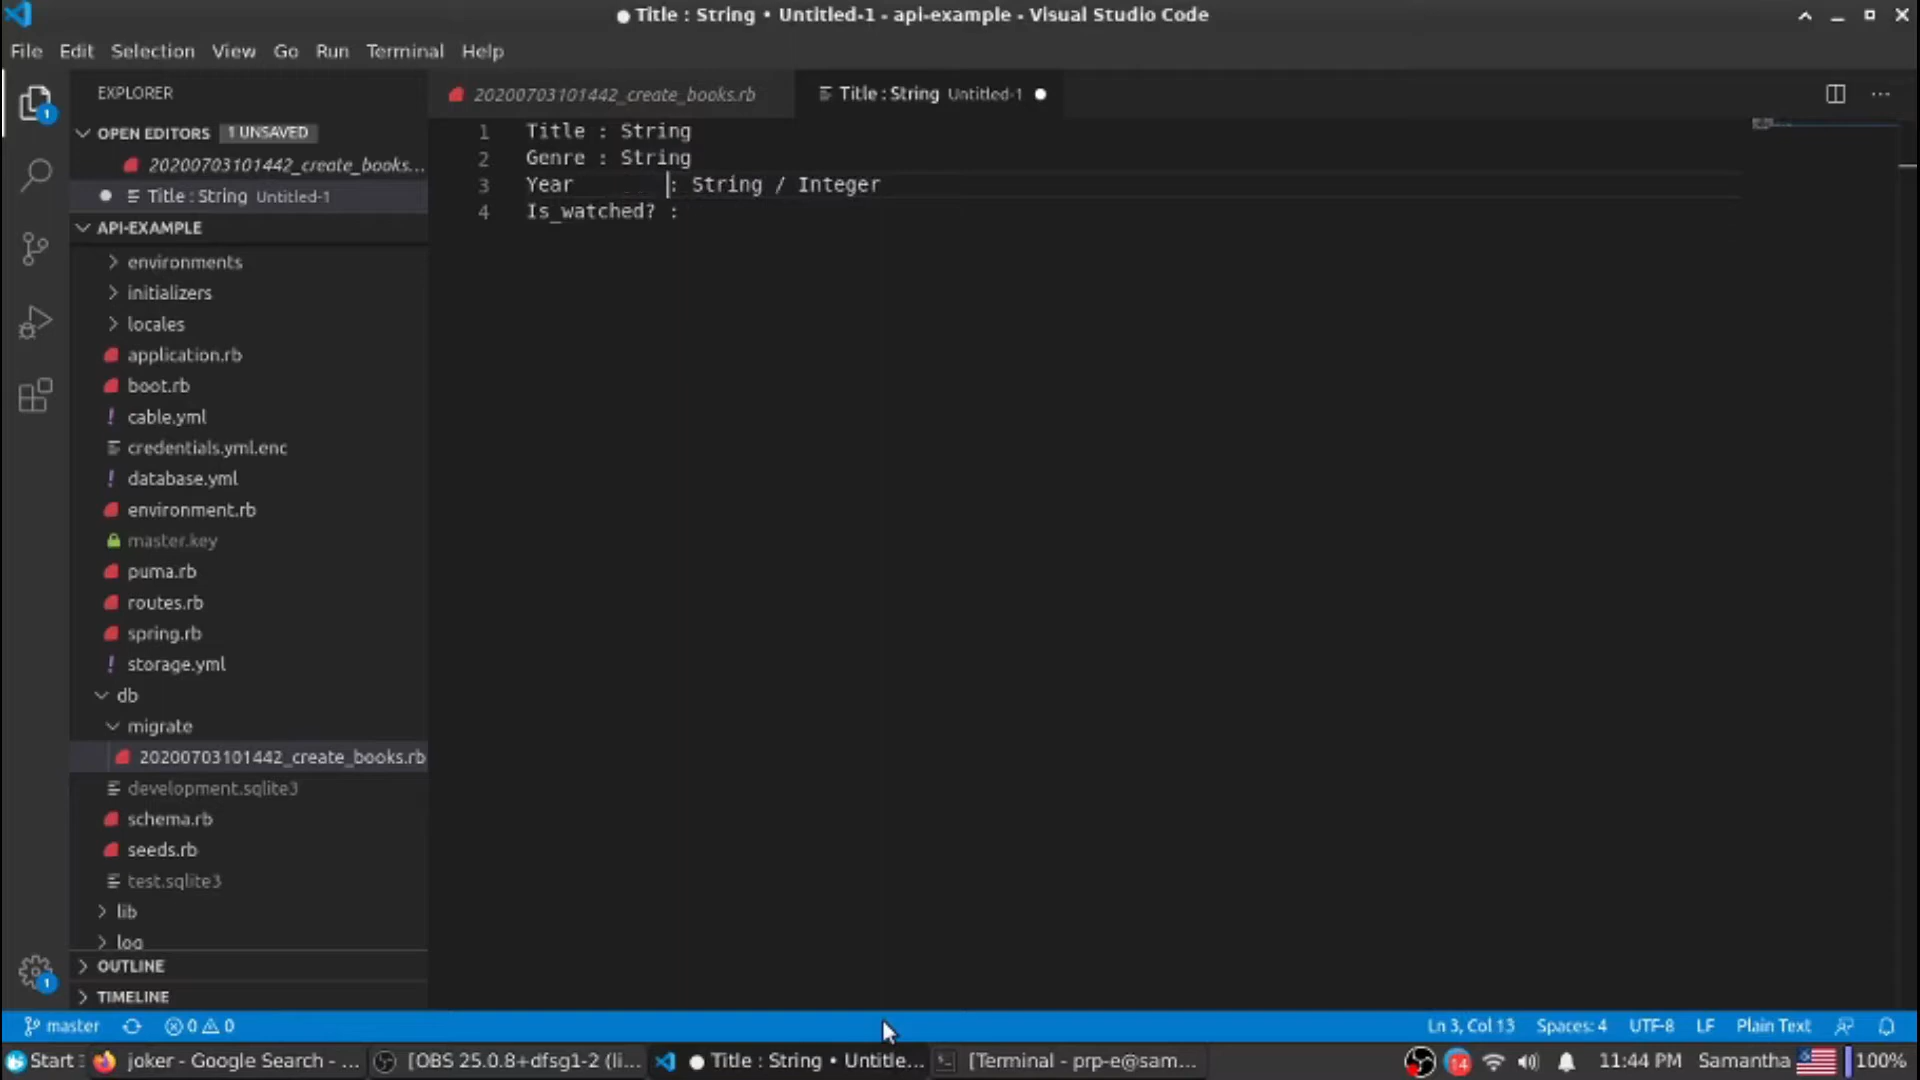 Title : String • Untitled-1 - api-example - Visual Studio Code
File Edit Selection View Go Run Terminal Help
EXPLORER
20200703101442_create_books.rb
Title : String Untitled-1
OPEN EDITORS 1 UNSAVED
20200703101442_create_books...
Title : String Untitled-1
API-EXAMPLE
environments
initializers
locales
application.rb
boot.rb
cable.yml
credentials.yml.enc
database.yml
environment.rb
master.key
puma.rb
routes.rb
spring.rb
storage.yml
db
migrate
20200703101442_create_books.rb
development.sqlite3
schema.rb
seeds.rb
test.sqlite3
lib
log
OUTLINE
TIMELINE
1 Title : String
2 Genre : String
3 Year : String / Integer
4 Is_watched? :
1
1
master 0 0 Ln 3, Col 13 Spaces: 4 UTF-8 LF Plain Text
Start joker - Google Search - ... [OBS 25.0.8+dfsg1-2 (li... Title : String • Untitle... [Terminal - prp-e@sam... 14 11:44 PM Samantha 100%